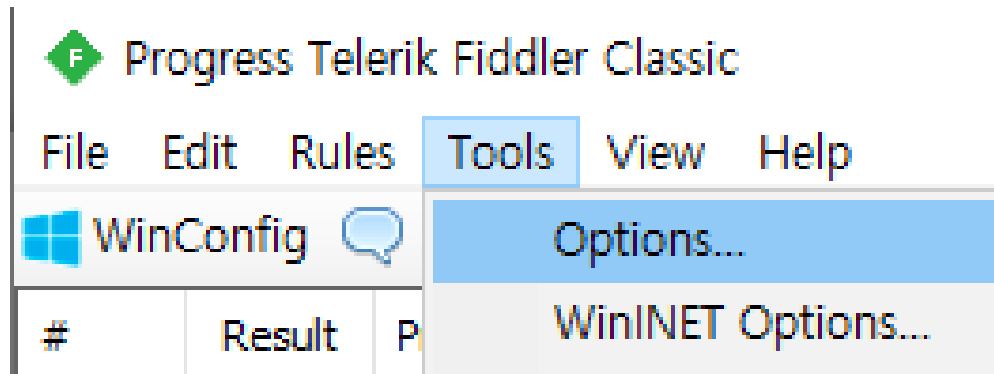 F Progress Telerik Fiddler Classic
File Edit Rules Tools View Help
WinConfig Options...
WinINET Options...
# Result